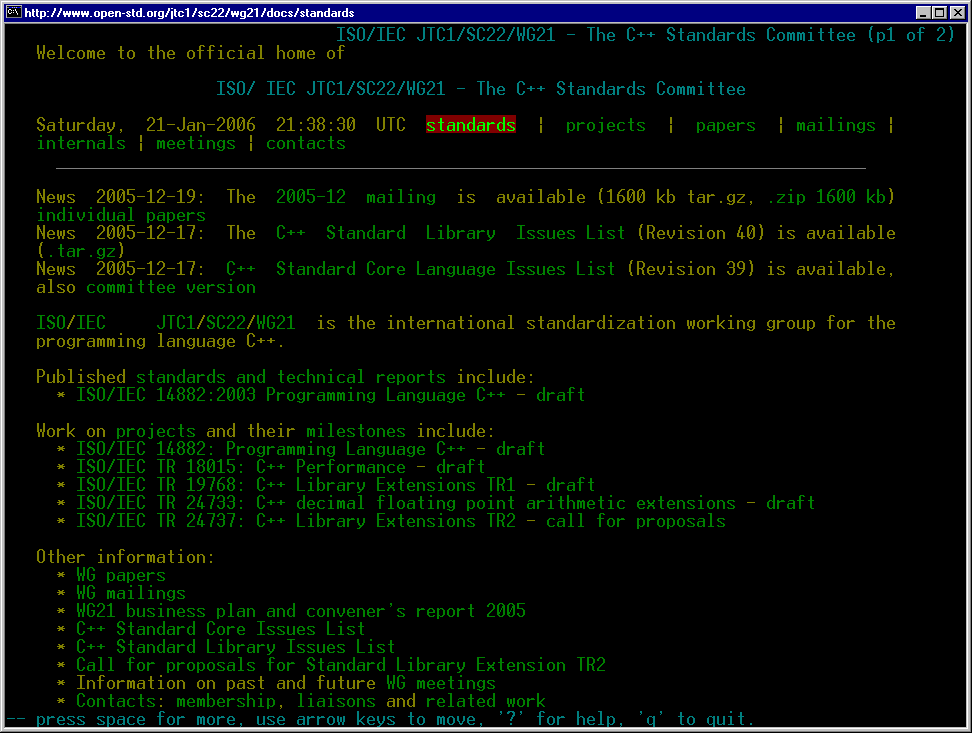 http://www.open-std.org/jtc1/sc22/wg21/docs/standards
ISO/IEC JTC1/SC22/WG21 - The C++ Standards Committee (p1 of 2)
Welcome to the official home of
ISO/ IEC JTC1/SC22/WG21 - The C++ Standards Committee
Saturday, 21-Jan-2006 21:38:30 UTC standards | projects | papers | mailings |
internals | meetings | contacts
News 2005-12-19: The 2005-12 mailing is available (1600 kb tar.gz, .zip 1600 kb)
individual papers
News 2005-12-17: The C++ Standard Library Issues List (Revision 40) is available
(.tar.gz)
News 2005-12-17: C++ Standard Core Language Issues List (Revision 39) is available,
also committee version
ISO/IEC JTC1/SC22/WG21 is the international standardization working group for the
programming language C++.
Published standards and technical reports include:
* ISO/IEC 14882:2003 Programming Language C++ - draft
Work on projects and their milestones include:
* ISO/IEC 14882: Programming Language C++ - draft
* ISO/IEC TR 18015: C++ Performance - draft
* ISO/IEC TR 19768: C++ Library Extensions TR1 - draft
* ISO/IEC TR 24733: C++ decimal floating point arithmetic extensions - draft
* ISO/IEC TR 24737: C++ Library Extensions TR2 - call for proposals
Other information:
* WG papers
* WG mailings
* WG21 business plan and convener's report 2005
* C++ Standard Core Issues List
* C++ Standard Library Issues List
* Call for proposals for Standard Library Extension TR2
* Information on past and future WG meetings
* Contacts: membership, liaisons and related work
-- press space for more, use arrow keys to move, '?' for help, 'q' to quit.